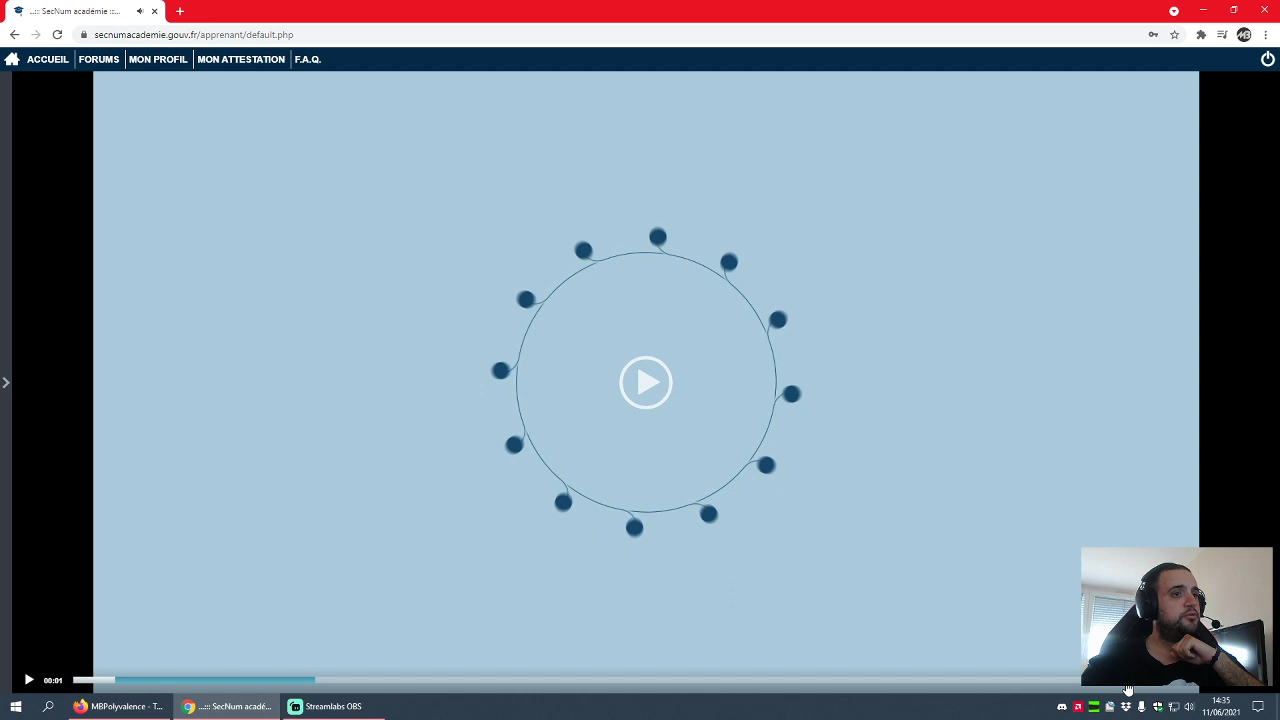 ...::: SecNum académie ::...
secnumacademie.gouv.fr/apprenant/default.php
ACCUEIL FORUMS MON PROFIL MON ATTESTATION F.A.Q.
00:01
MBPolyvalence - T... ...::: SecNum acadé... Streamlabs OBS
14:35
11/06/2021